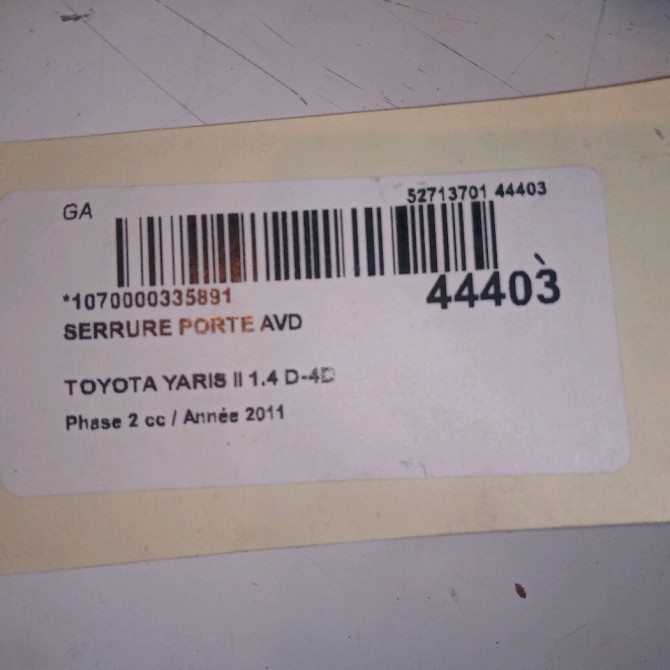 GA
52713701 44403
*1070000335891
44403
SERRURE PORTE AVD
TOYOTA YARIS II 1.4 D-4D
Phase 2 cc / Année 2011